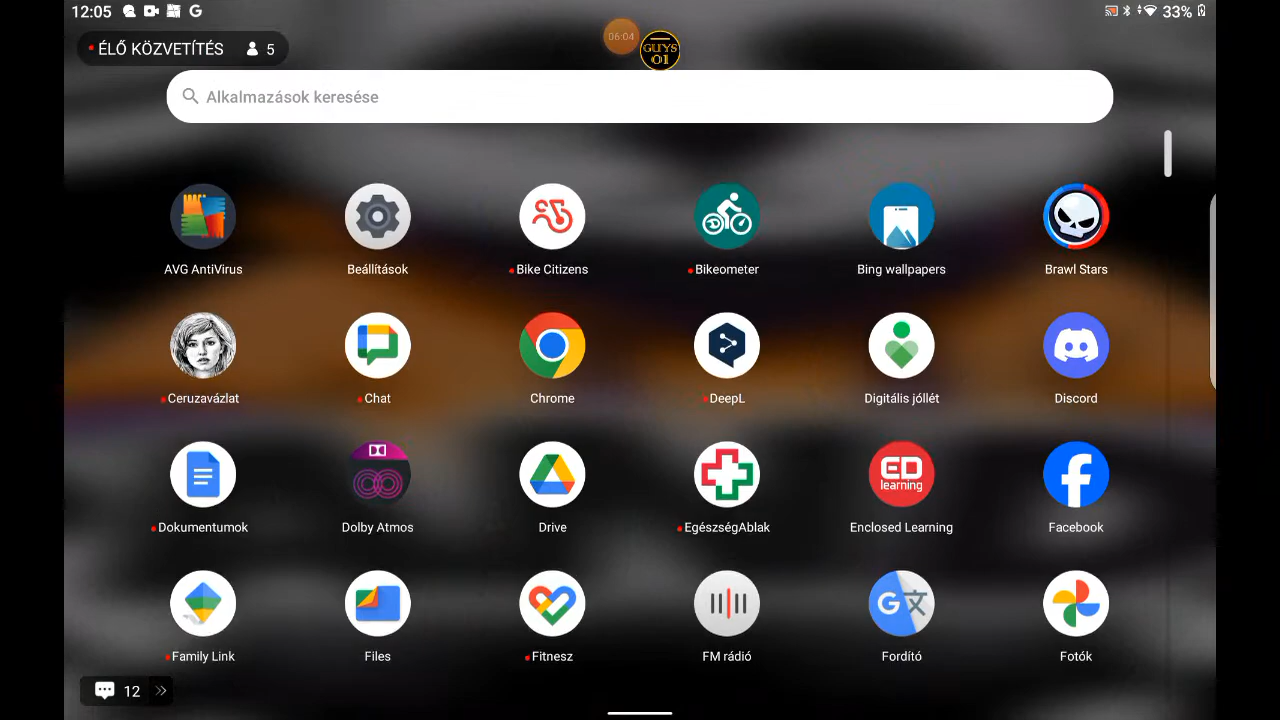 12:05
33%
ÉLŐ KÖZVETÍTÉS 5
06:04
GUYS
01
Alkalmazások keresése
AVG AntiVirus
Beállítások
Bike Citizens
Bikeometer
Bing wallpapers
Brawl Stars
Ceruzavázlat
Chat
Chrome
DeepL
Digitális jóllét
Discord
ED
learning
Dokumentumok
Dolby Atmos
Drive
EgészségAblak
Enclosed Learning
Facebook
Family Link
Files
Fitnesz
FM rádió
Fordító
Fotók
12